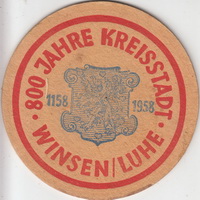 800 JAHRE KREISSTADT
1158 1958
WINSEN/LUHE